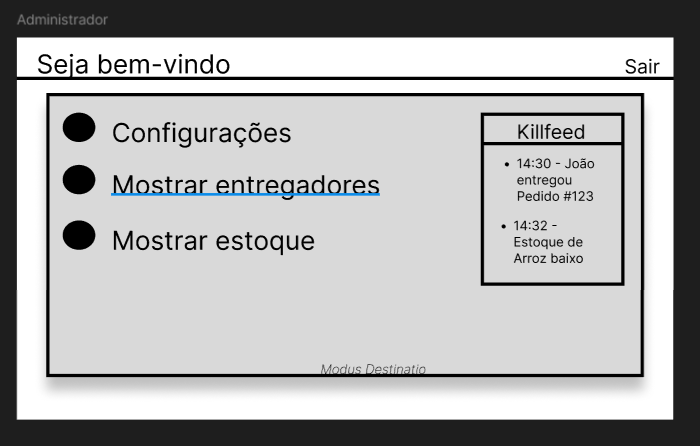 Administrador
Seja bem-vindo
Sair
Configurações
Mostrar entregadores
Mostrar estoque
Killfeed
• 14:30 - João
entregou
Pedido #123
• 14:32 -
Estoque de
Arroz baixo
Modus Destinatio